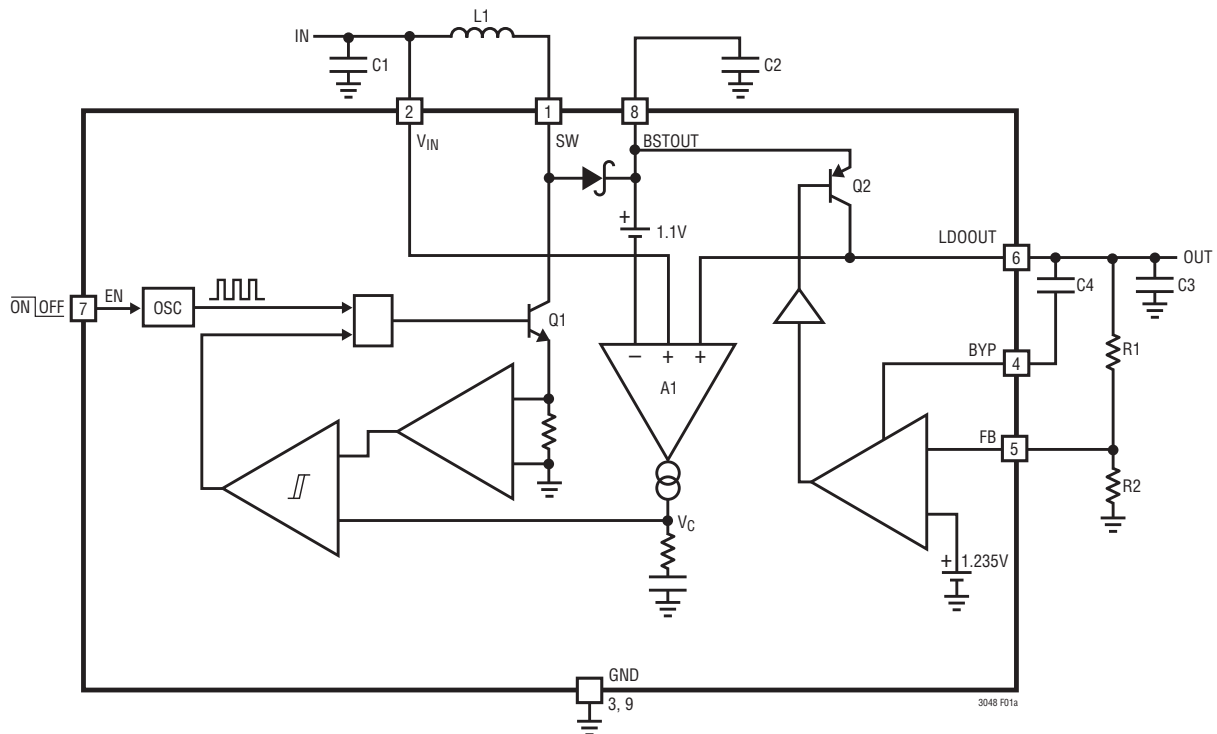 L1
IN
C1
C2
2
1
8
VIN
SW
BSTOUT
Q2
+
1.1V
LDOOUT
6
OUT
C4
C3
ON OFF
7
EN
OSC
Q1
BYP
4
R1
− + +
A1
FB
5
R2
VC
+
1.235V
GND
3, 9
3048 F01a